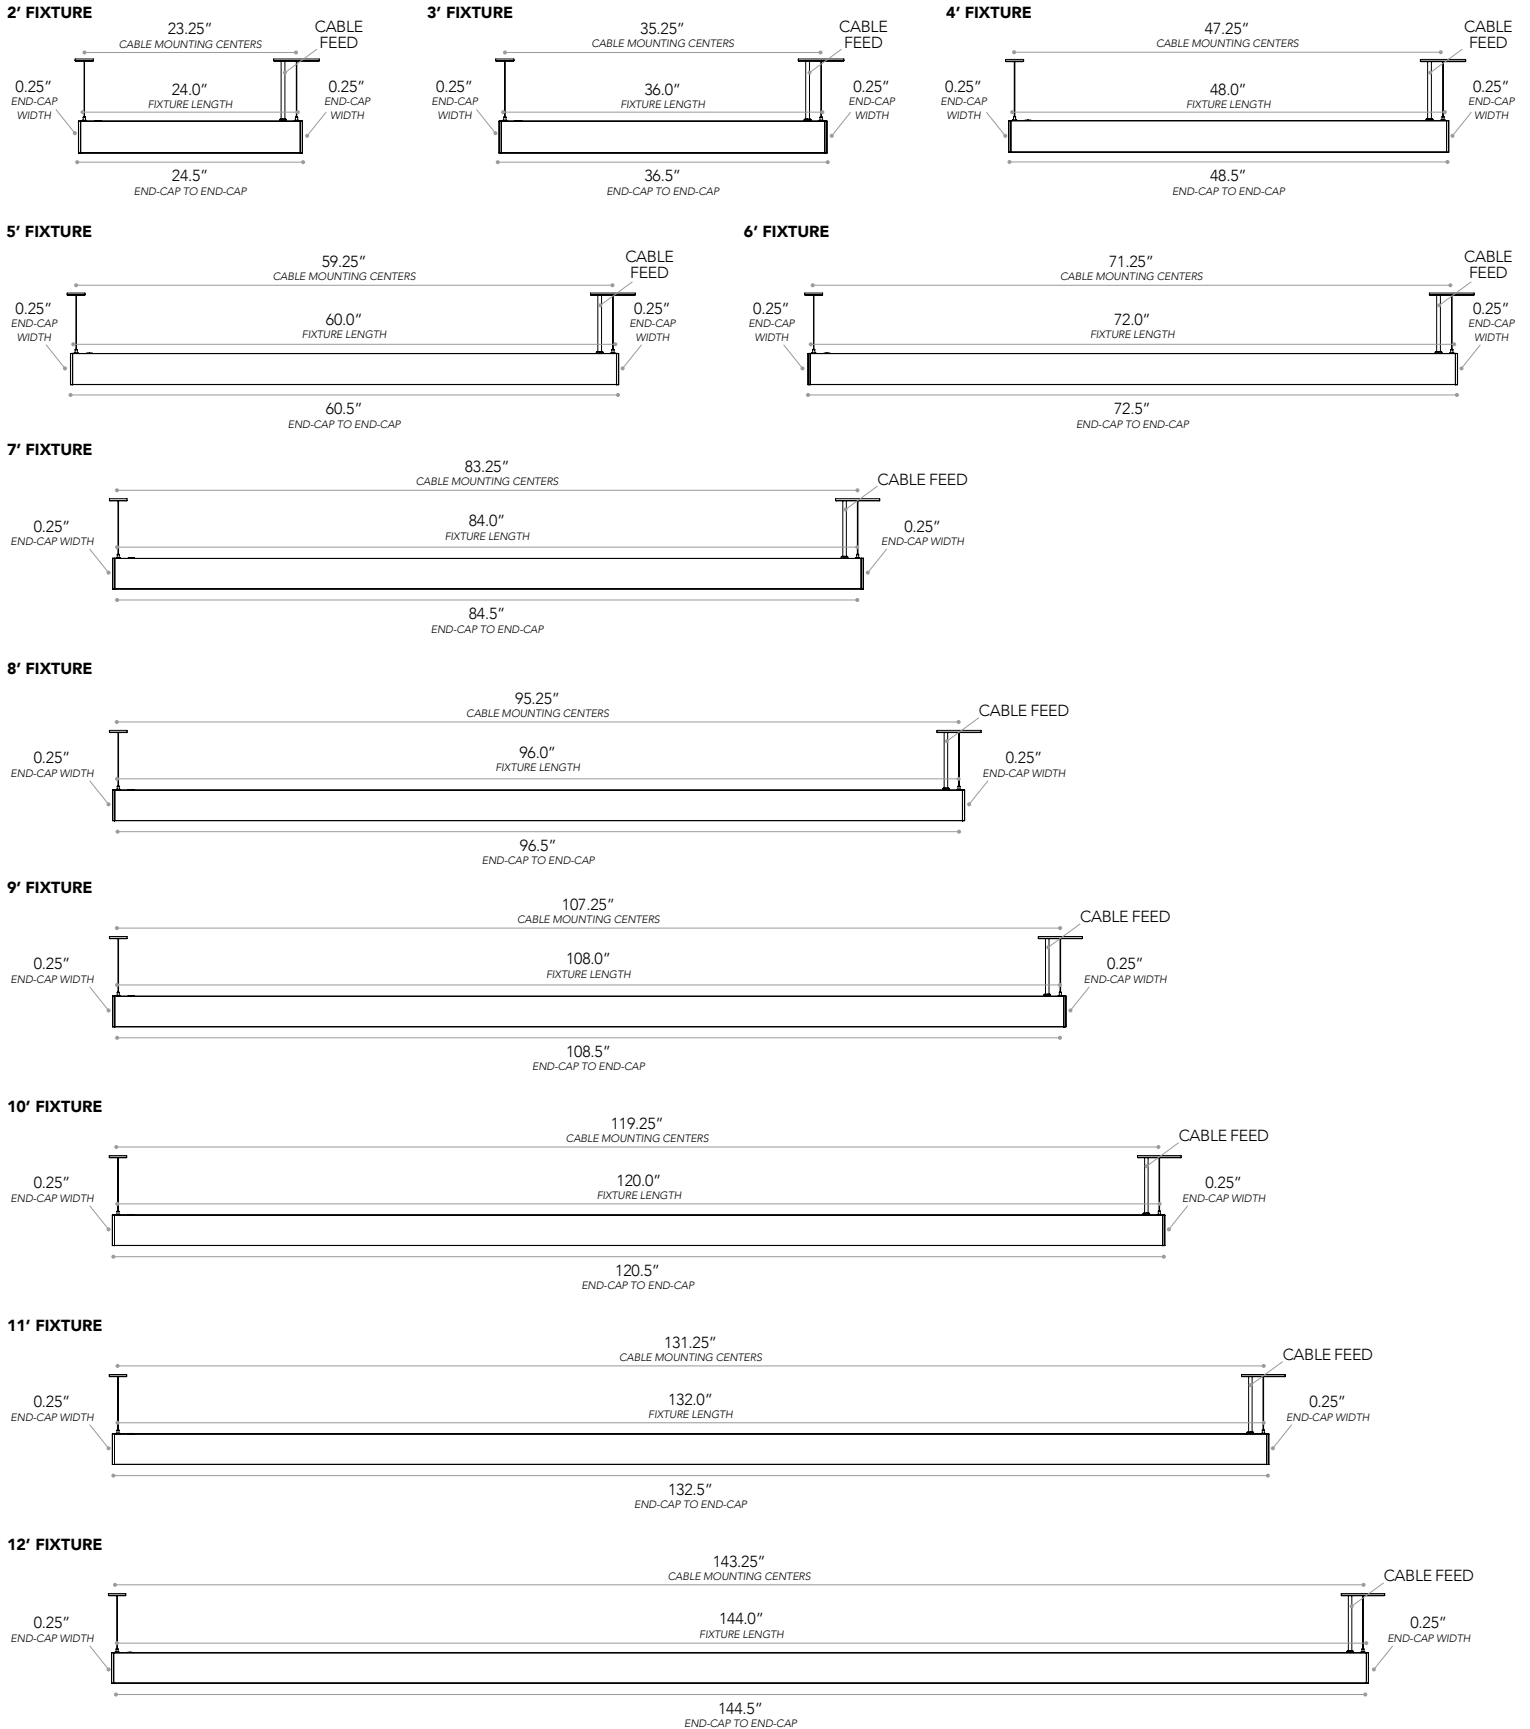 2’ FIXTURE
23.25”
CABLE MOUNTING CENTERS
CABLE
FEED
0.25”
END-CAP
WIDTH
24.0”
FIXTURE LENGTH
0.25”
END-CAP
WIDTH
24.5”
END-CAP TO END-CAP
3’ FIXTURE
35.25”
CABLE MOUNTING CENTERS
CABLE
FEED
0.25”
END-CAP
WIDTH
36.0”
FIXTURE LENGTH
0.25”
END-CAP
WIDTH
36.5”
END-CAP TO END-CAP
4’ FIXTURE
47.25”
CABLE MOUNTING CENTERS
CABLE
FEED
0.25”
END-CAP
WIDTH
48.0”
FIXTURE LENGTH
0.25”
END-CAP
WIDTH
48.5”
END-CAP TO END-CAP
5’ FIXTURE
59.25”
CABLE MOUNTING CENTERS
CABLE
FEED
0.25”
END-CAP
WIDTH
60.0”
FIXTURE LENGTH
0.25”
END-CAP
WIDTH
60.5”
END-CAP TO END-CAP
6’ FIXTURE
71.25”
CABLE MOUNTING CENTERS
CABLE
FEED
0.25”
END-CAP
WIDTH
72.0”
FIXTURE LENGTH
0.25”
END-CAP
WIDTH
72.5”
END-CAP TO END-CAP
7’ FIXTURE
83.25”
CABLE MOUNTING CENTERS
CABLE FEED
0.25”
END-CAP WIDTH
84.0”
FIXTURE LENGTH
0.25”
END-CAP WIDTH
84.5”
END-CAP TO END-CAP
8’ FIXTURE
95.25”
CABLE MOUNTING CENTERS
CABLE FEED
0.25”
END-CAP WIDTH
96.0”
FIXTURE LENGTH
0.25”
END-CAP WIDTH
96.5”
END-CAP TO END-CAP
9’ FIXTURE
107.25”
CABLE MOUNTING CENTERS
CABLE FEED
0.25”
END-CAP WIDTH
108.0”
FIXTURE LENGTH
0.25”
END-CAP WIDTH
108.5”
END-CAP TO END-CAP
10’ FIXTURE
119.25”
CABLE MOUNTING CENTERS
CABLE FEED
0.25”
END-CAP WIDTH
120.0”
FIXTURE LENGTH
0.25”
END-CAP WIDTH
120.5”
END-CAP TO END-CAP
11’ FIXTURE
131.25”
CABLE MOUNTING CENTERS
CABLE FEED
0.25”
END-CAP WIDTH
132.0”
FIXTURE LENGTH
0.25”
END-CAP WIDTH
132.5”
END-CAP TO END-CAP
12’ FIXTURE
143.25”
CABLE MOUNTING CENTERS
CABLE FEED
0.25”
END-CAP WIDTH
144.0”
FIXTURE LENGTH
0.25”
END-CAP WIDTH
144.5”
END-CAP TO END-CAP